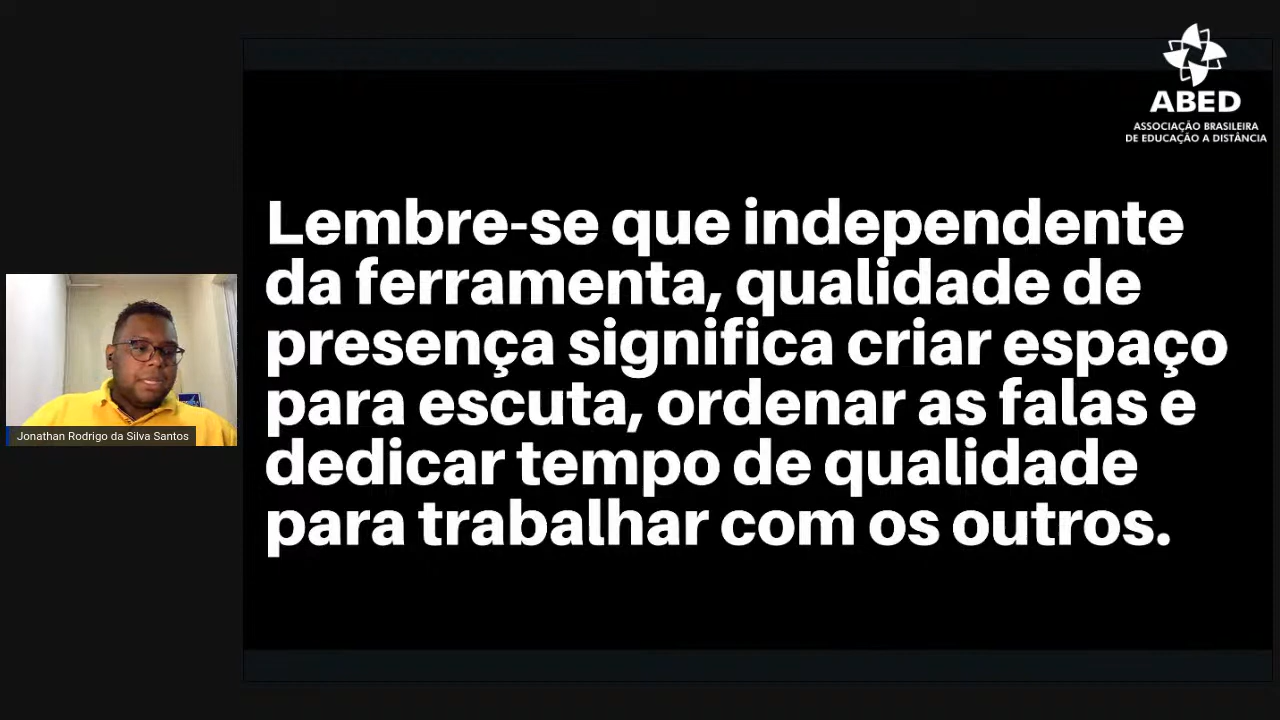 ABED
ASSOCIAÇÃO BRASILEIRA
DE EDUCAÇÃO A DISTÂNCIA
Lembre-se que independente
da ferramenta, qualidade de
presença significa criar espaço
para escuta, ordenar as falas e
dedicar tempo de qualidade
para trabalhar com os outros.
Jonathan Rodrigo da Silva Santos